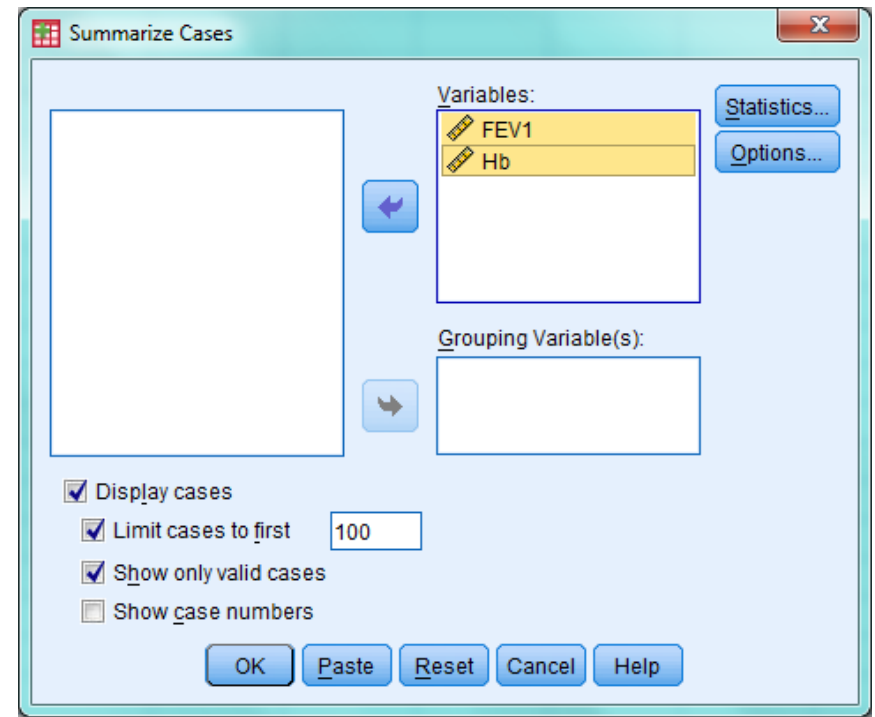 Summarize Cases
Variables:
Statistics...
FEV1
Options...
Hb
Grouping Variable(s):
Display cases
Limit cases to first 100
Show only valid cases
Show case numbers
OK Paste Reset Cancel Help